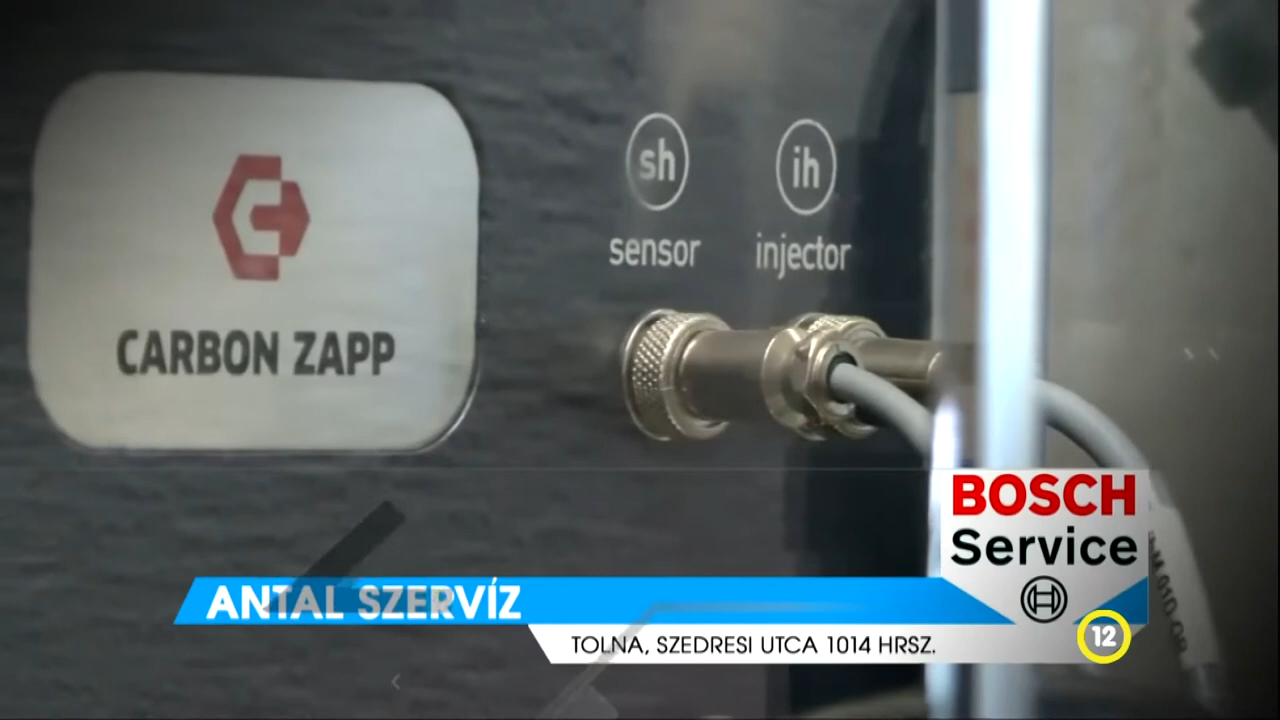 sh
ih
sensor
injector
CARBON ZAPP
BOSCH
Service
ANTAL SZERVÍZ
TOLNA, SZEDRESI UTCA 1014 HRSZ.
12